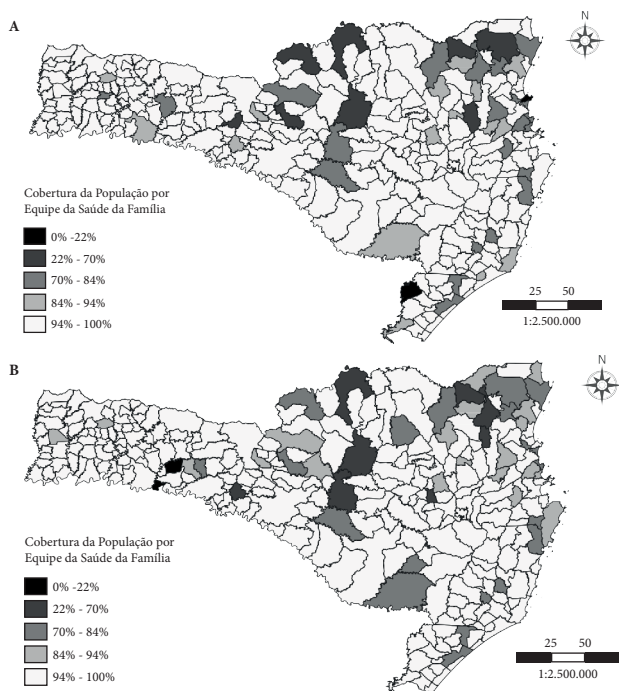 A
N
Cobertura da População por
Equipe da Saúde da Família
0% -22%
22% - 70%
70% - 84%
84% - 94%
94% - 100%
25 50
1:2.500.000
B
N
Cobertura da População por
Equipe da Saúde da Família
0% -22%
22% - 70%
70% - 84%
84% - 94%
94% - 100%
25 50
1:2.500.000